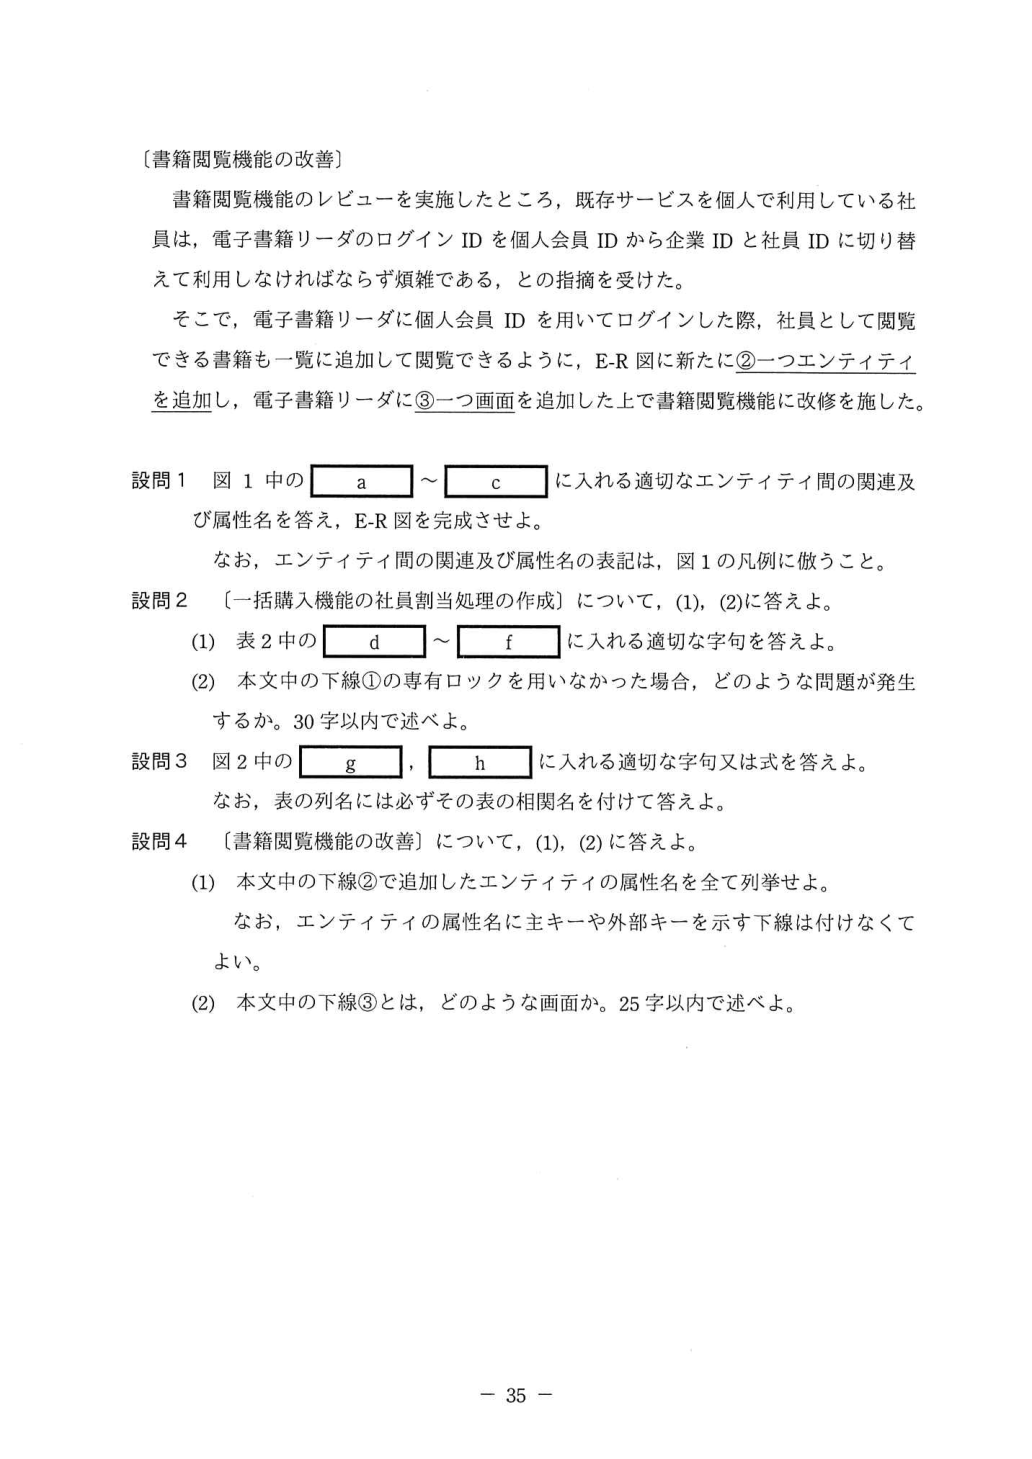 〔書籍閲覧機能の改善〕
書籍閲覧機能のレビューを実施したところ，既存サービスを個人で利用している社
員は，電子書籍リーダのログイン ID を個人会員 ID から企業 ID と社員 ID に切り替
えて利用しなければならず煩雑である，との指摘を受けた。
そこで，電子書籍リーダに個人会員 ID を用いてログインした際，社員として閲覧
できる書籍も一覧に追加して閲覧できるように，E-R 図に新たに②一つエンティティ
を追加し，電子書籍リーダに③一つ画面を追加した上で書籍閲覧機能に改修を施した。
設問1 図 1 中の a ～ c に入れる適切なエンティティ間の関連及
び属性名を答え，E-R 図を完成させよ。
なお，エンティティ間の関連及び属性名の表記は，図 1 の凡例に倣うこと。
設問2 〔一括購入機能の社員割当処理の作成〕について，(1)，(2)に答えよ。
(1) 表 2 中の d ～ f に入れる適切な字句を答えよ。
(2) 本文中の下線①の専有ロックを用いなかった場合，どのような問題が発生
するか。30 字以内で述べよ。
設問3 図 2 中の g ， h に入れる適切な字句又は式を答えよ。
なお，表の列名には必ずその表の相関名を付けて答えよ。
設問4 〔書籍閲覧機能の改善〕について，(1)，(2) に答えよ。
(1) 本文中の下線②で追加したエンティティの属性名を全て列挙せよ。
なお，エンティティの属性名に主キーや外部キーを示す下線は付けなくて
よい。
(2) 本文中の下線③とは，どのような画面か。25 字以内で述べよ。
－ 35 －